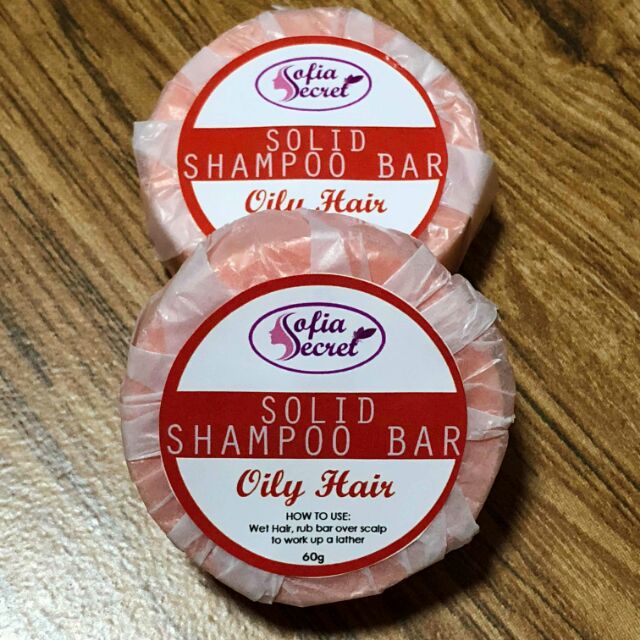 Sofia
Secret
SOLID
SHAMPOO BAR
Oily Hair
Sofia
Secret
SOLID
SHAMPOO BAR
Oily Hair
HOW TO USE:
Wet Hair, rub bar over scalp
to work up a lather
60g